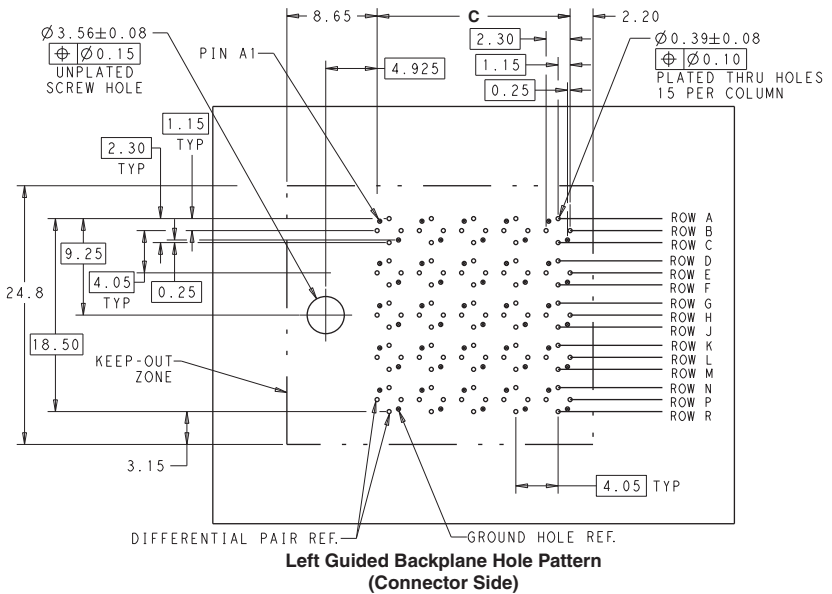 8.65
C
2.20
Ø3.56±0.08
⌖ Ø0.15
UNPLATED
SCREW HOLE
PIN A1
4.925
2.30
1.15
0.25
Ø0.39±0.08
⌖ Ø0.10
PLATED THRU HOLES
15 PER COLUMN
1.15
TYP
2.30
TYP
9.25
4.05
TYP
0.25
24.8
18.50
KEEP-OUT
ZONE
3.15
ROW A
ROW B
ROW C
ROW D
ROW E
ROW F
ROW G
ROW H
ROW J
ROW K
ROW L
ROW M
ROW N
ROW P
ROW R
4.05 TYP
DIFFERENTIAL PAIR REF.
GROUND HOLE REF.
Left Guided Backplane Hole Pattern
(Connector Side)